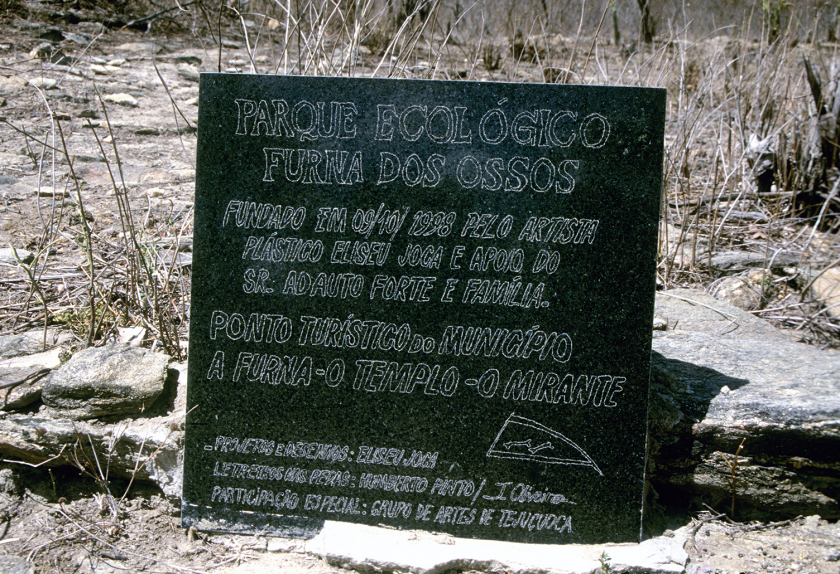 PARQUE ECOLÓGICO
FURNA DOS OSSOS
FUNDADO EM 09/10/1998 PELO ARTISTA
PLÁSTICO ELISEU JOCA E APOIO DO
SR. ADAUTO FORTE E FAMÍLIA.
PONTO TURÍSTICO DO MUNICÍPIO
A FURNA-O TEMPLO-O MIRANTE
PROJETOS E DESENHOS: ELISEU JOCA
LETREIROS NAS PEDRAS: HUMBERTO PINTO/ I Oliveira
PARTICIPAÇÃO ESPECIAL: GRUPO DE ARTES DE TEJUÇUOCA